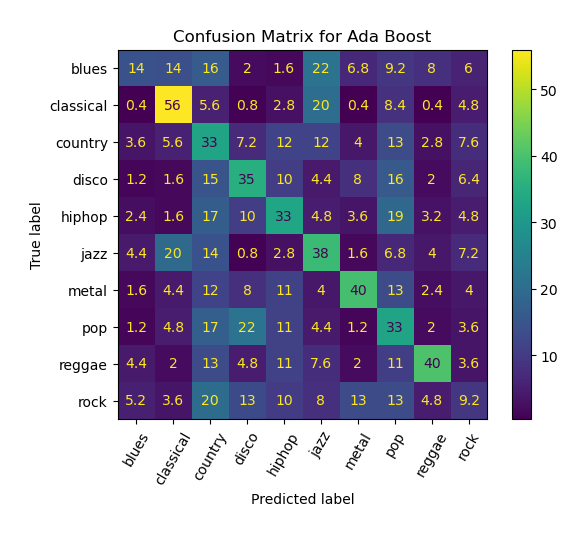 Confusion Matrix for Ada Boost
blues 14 14 16 2 1.6 22 6.8 9.2 8 6
classical 0.4 56 5.6 0.8 2.8 20 0.4 8.4 0.4 4.8
country 3.6 5.6 33 7.2 12 12 4 13 2.8 7.6
disco 1.2 1.6 15 35 10 4.4 8 16 2 6.4
hiphop 2.4 1.6 17 10 33 4.8 3.6 19 3.2 4.8
jazz 4.4 20 14 0.8 2.8 38 1.6 6.8 4 7.2
metal 1.6 4.4 12 8 11 4 40 13 2.4 4
pop 1.2 4.8 17 22 11 4.4 1.2 33 2 3.6
reggae 4.4 2 13 4.8 11 7.6 2 11 40 3.6
rock 5.2 3.6 20 13 10 8 13 13 4.8 9.2
True label
blues classical country disco hiphop jazz metal pop reggae rock
Predicted label
50
40
30
20
10